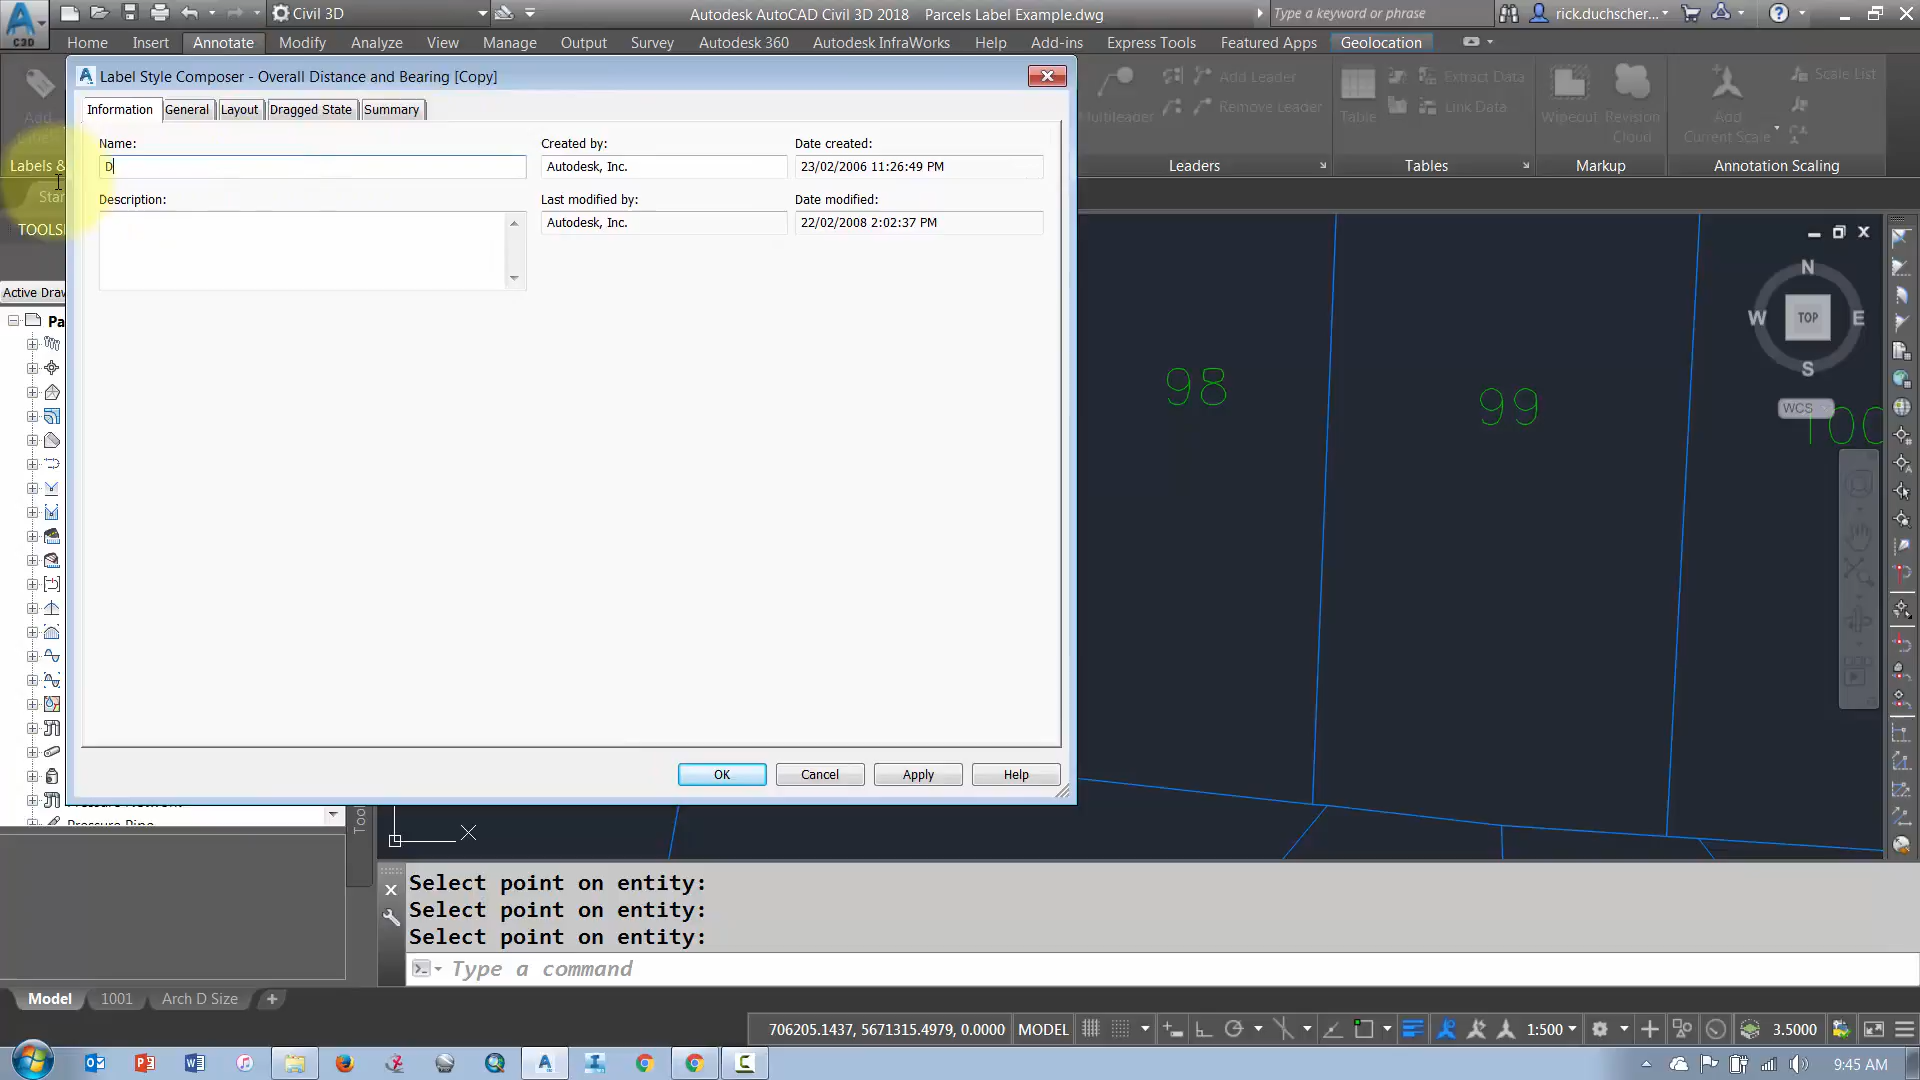 C3D
Civil 3D
Autodesk AutoCAD Civil 3D 2018 Parcels Label Example.dwg
Type a keyword or phrase
rick.duchscher...
Home Insert Annotate Modify Analyze View Manage Output Survey Autodesk 360 Autodesk InfraWorks Help Add-ins Express Tools Featured Apps Geolocation
Label Style Composer - Overall Distance and Bearing [Copy]
Add
Labels &
Add Leader
Remove Leader
Multileader
Leaders
Table
Extract Data
Link Data
Tables
Wipeout
Revision
Cloud
Markup
Add
Current Scale
Scale List
Annotation Scaling
Information General Layout Dragged State Summary
Name:
D
Created by:
Autodesk, Inc.
Date created:
23/02/2006 11:26:49 PM
Description:
Last modified by:
Autodesk, Inc.
Date modified:
22/02/2008 2:02:37 PM
Star
TOOLS
Active Draw
Pa
OK Cancel Apply Help
98
99
100
N
W TOP E
S
WCS
Tool
Select point on entity:
Select point on entity:
Select point on entity:
Type a command
Model 1001 Arch D Size
706205.1437, 5671315.4979, 0.0000 MODEL 1:500 3.5000
9:45 AM